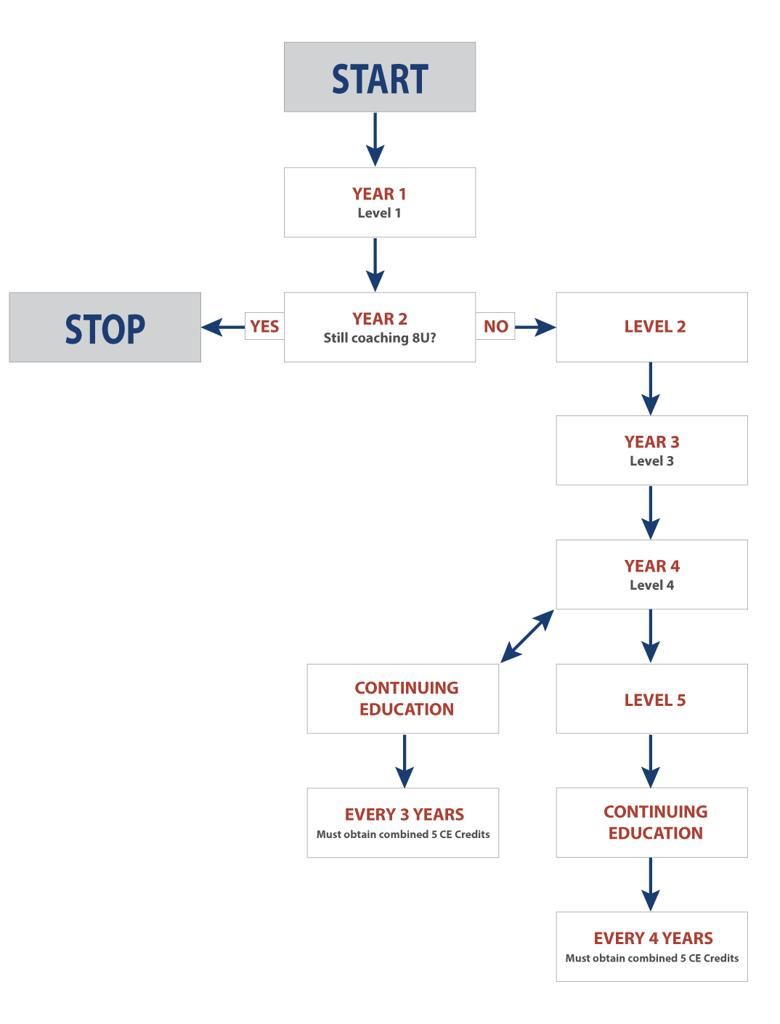 START
YEAR 1
Level 1
STOP
YES
YEAR 2
Still coaching 8U?
NO
LEVEL 2
YEAR 3
Level 3
YEAR 4
Level 4
CONTINUING
EDUCATION
LEVEL 5
EVERY 3 YEARS
Must obtain combined 5 CE Credits
CONTINUING
EDUCATION
EVERY 4 YEARS
Must obtain combined 5 CE Credits